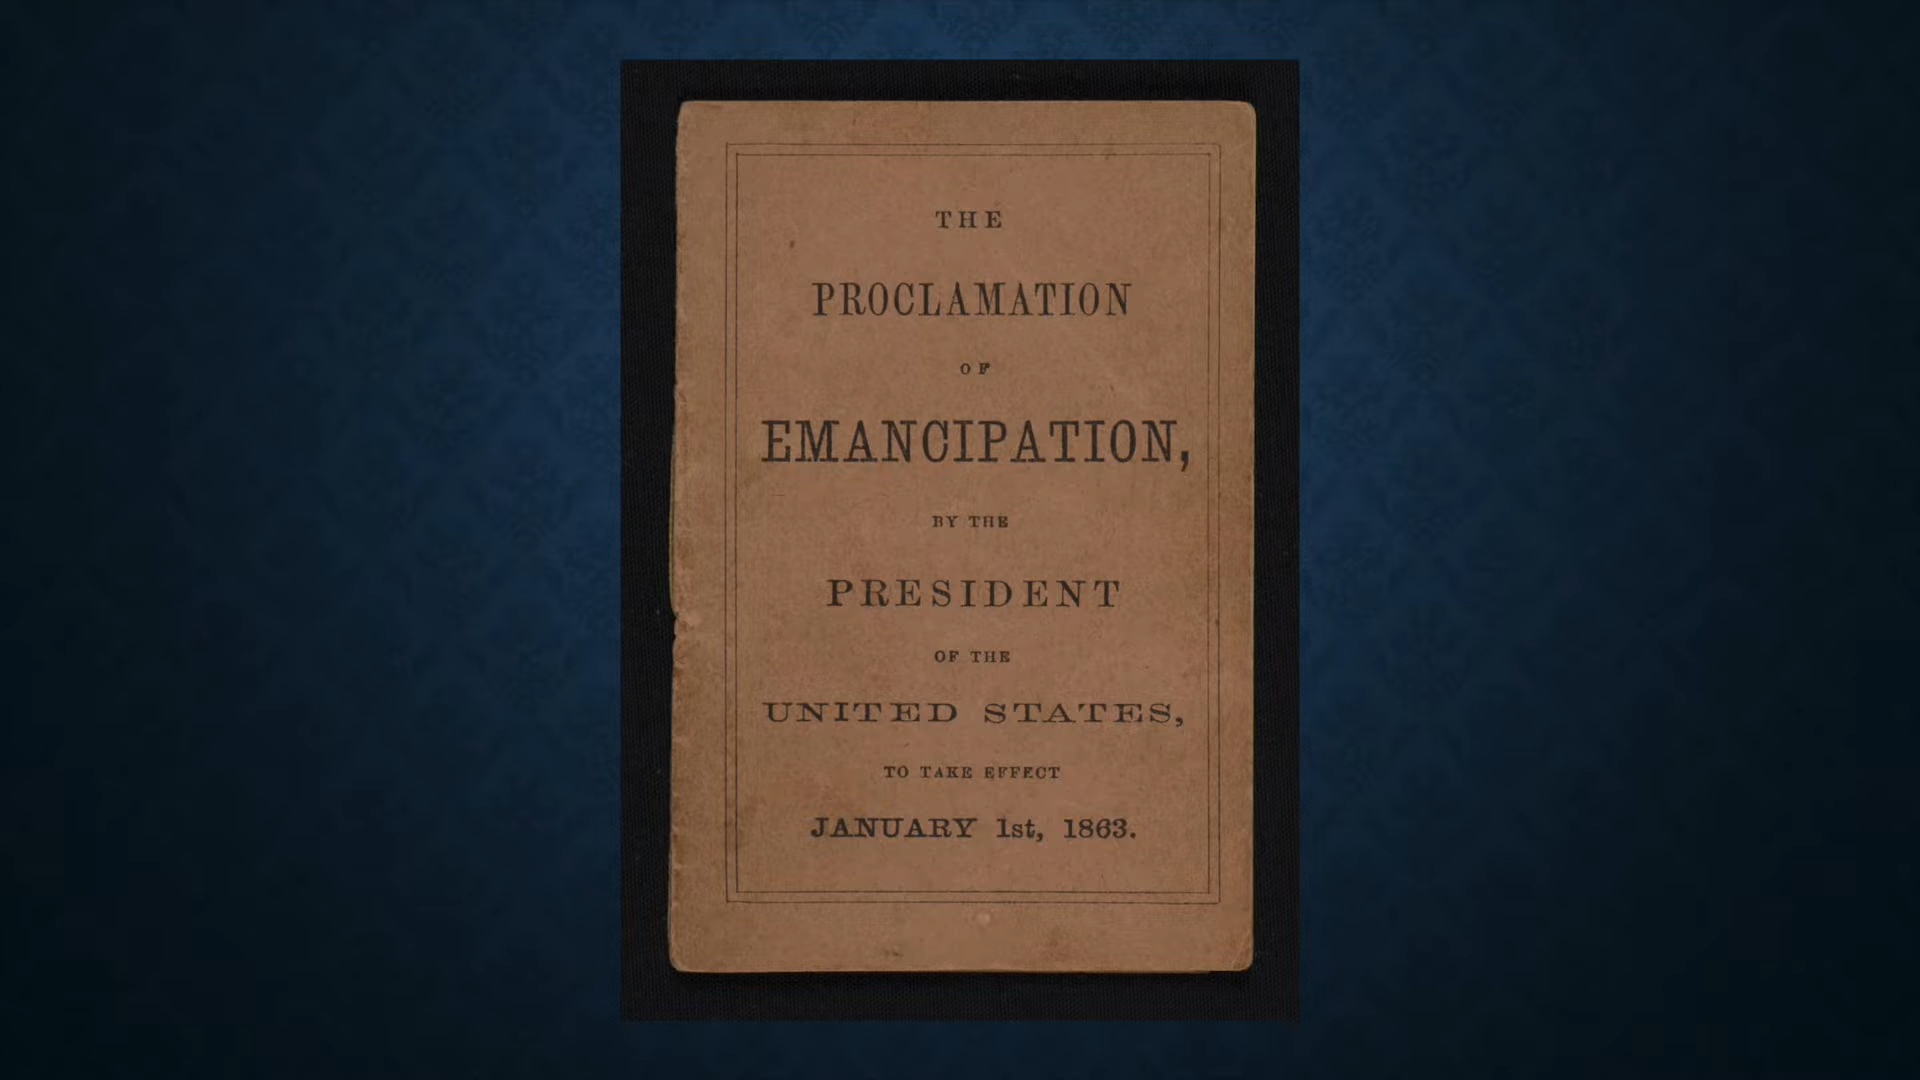 THE
PROCLAMATION
OF
EMANCIPATION,
BY THE
PRESIDENT
OF THE
UNITED STATES,
TO TAKE EFFECT
JANUARY 1st, 1863.